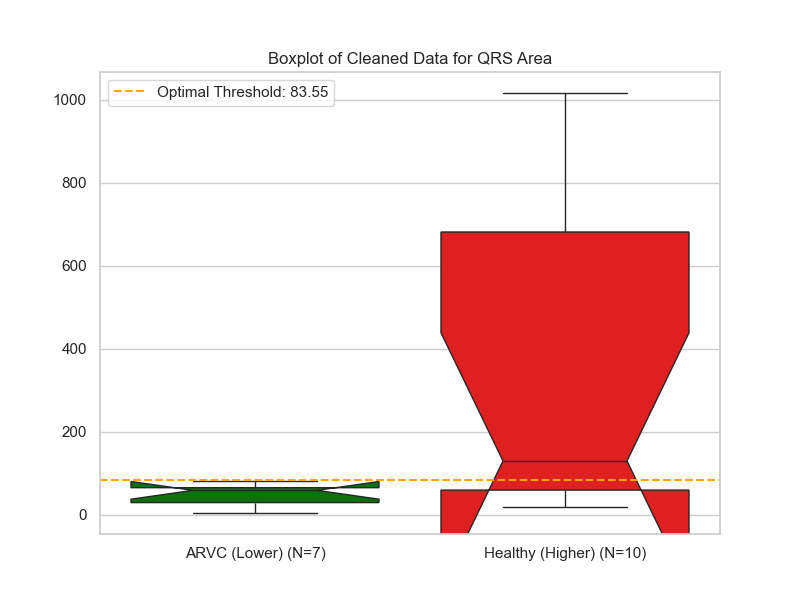 Boxplot of Cleaned Data for QRS Area
Optimal Threshold: 83.55
1000
800
600
400
200
0
ARVC (Lower) (N=7)
Healthy (Higher) (N=10)